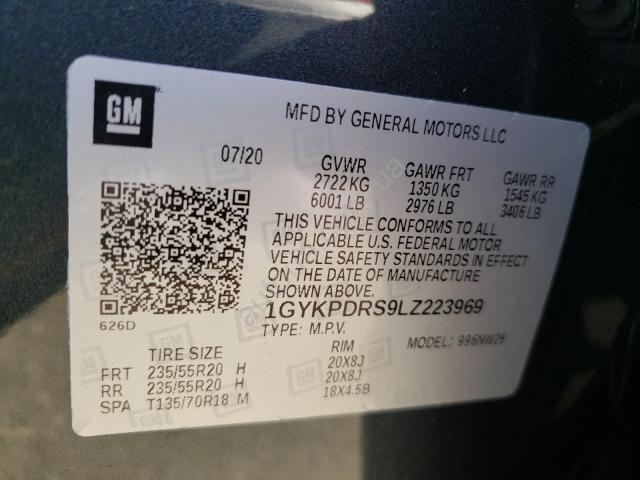 GM
MFD BY GENERAL MOTORS LLC
07/20
GVWR GAWR FRT GAWR RR
2722 KG 1350 KG 1545 KG
6001 LB 2976 LB 3406 LB
THIS VEHICLE CONFORMS TO ALL
APPLICABLE U.S. FEDERAL MOTOR
VEHICLE SAFETY STANDARDS IN EFFECT
ON THE DATE OF MANUFACTURE
SHOWN ABOVE.
626D
1GYKPDRS9LZ223969
TYPE: M.P.V. MODEL: 996NW26
TIRE SIZE RIM
FRT 235/55R20 H 20X8J
RR 235/55R20 H 20X8J
SPA T135/70R18 M 18X4.5B